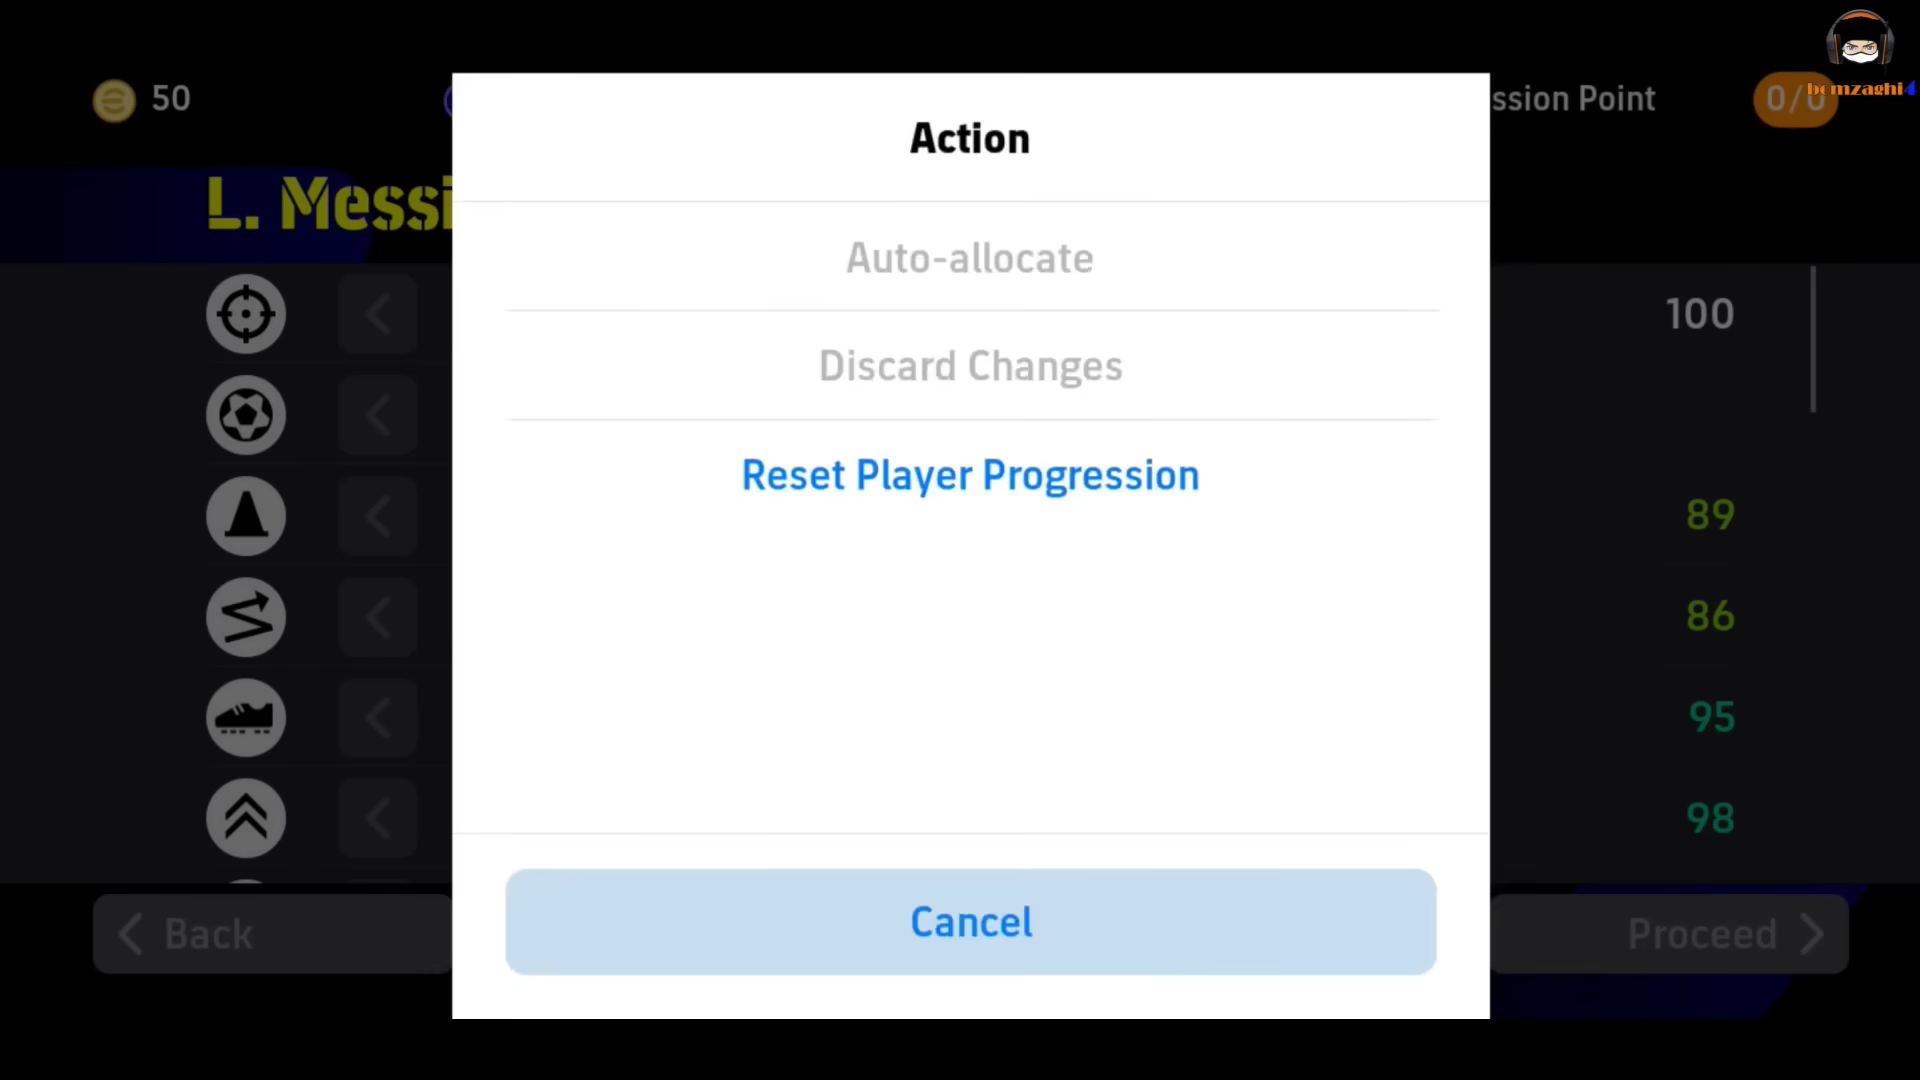 50
ssion Point
0/0
bomzaghi4
Action
L. Messi
Auto-allocate
100
Discard Changes
Reset Player Progression
89
86
95
98
Cancel
Back
Proceed